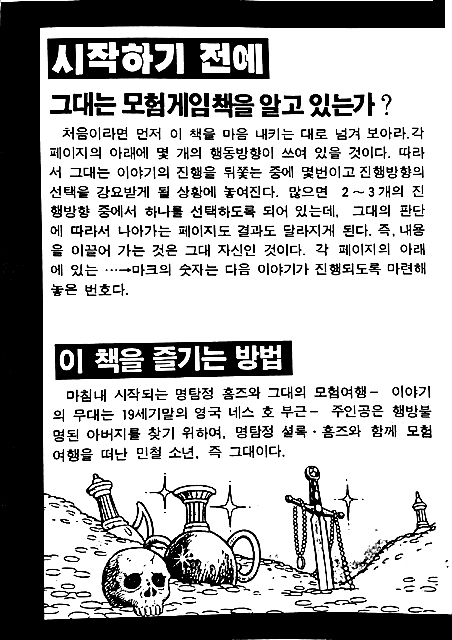 시작하기 전에
그대는 모험게임책을 알고 있는가?
처음이라면 먼저 이 책을 마음 내키는 대로 넘겨 보아라. 각
페이지의 아래에 몇 개의 행동방향이 쓰여 있을 것이다. 따라
서 그대는 이야기의 진행을 뒤쫓는 중에 몇번이고 진행방향의
선택을 강요받게 될 상황에 놓여진다. 많으면 2～3개의 진
행방향 중에서 하나를 선택하도록 되어 있는데, 그대의 판단
에 따라서 나아가는 페이지도 결과도 달라지게 된다. 즉, 내용
을 이끌어 가는 것은 그대 자신인 것이다. 각 페이지의 아래
에 있는 …→마크의 숫자는 다음 이야기가 진행되도록 마련해
놓은 번호다.
이 책을 즐기는 방법
마침내 시작되는 명탐정 홈즈와 그대의 모험여행－ 이야기
의 무대는 19세기말의 영국 네스 호 부근－ 주인공은 행방불
명된 아버지를 찾기 위하여, 명탐정 셜록·홈즈와 함께 모험
여행을 떠난 민철 소년, 즉 그대이다.